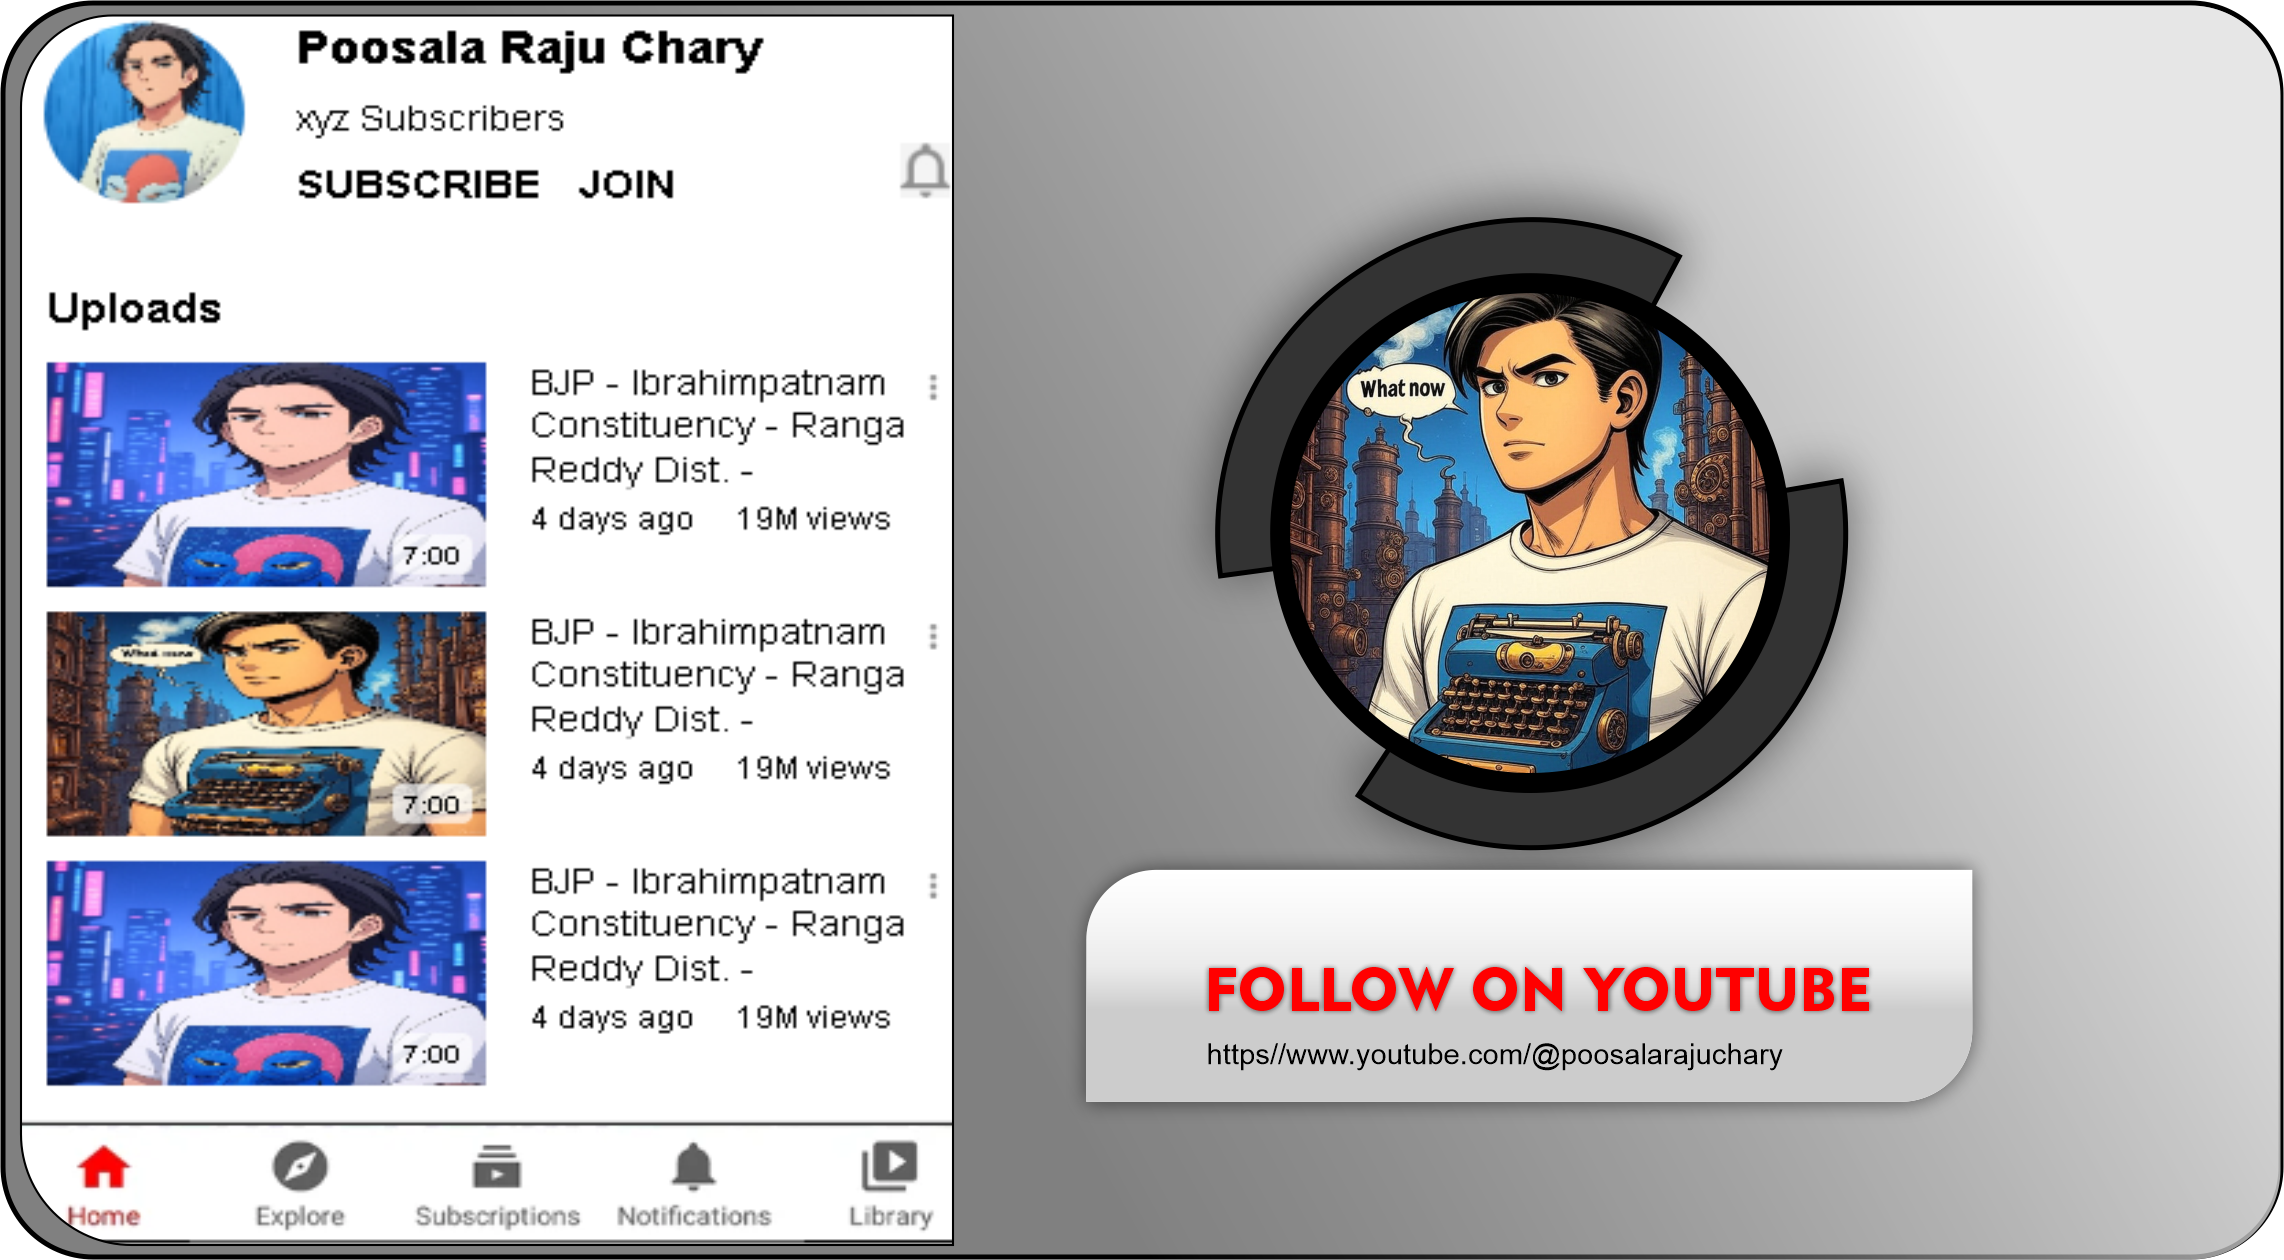 Poosala Raju Chary
xyz Subscribers
SUBSCRIBE JOIN
Uploads
BJP - Ibrahimpatnam
Constituency - Ranga
Reddy Dist. -
4 days ago 19M views
7:00
What now
BJP - Ibrahimpatnam
Constituency - Ranga
Reddy Dist. -
4 days ago 19M views
7:00
BJP - Ibrahimpatnam
Constituency - Ranga
Reddy Dist. -
4 days ago 19M views
7:00
Home Explore Subscriptions Notifications Library
What now
FOLLOW ON YOUTUBE
https//www.youtube.com/@poosalarajuchary